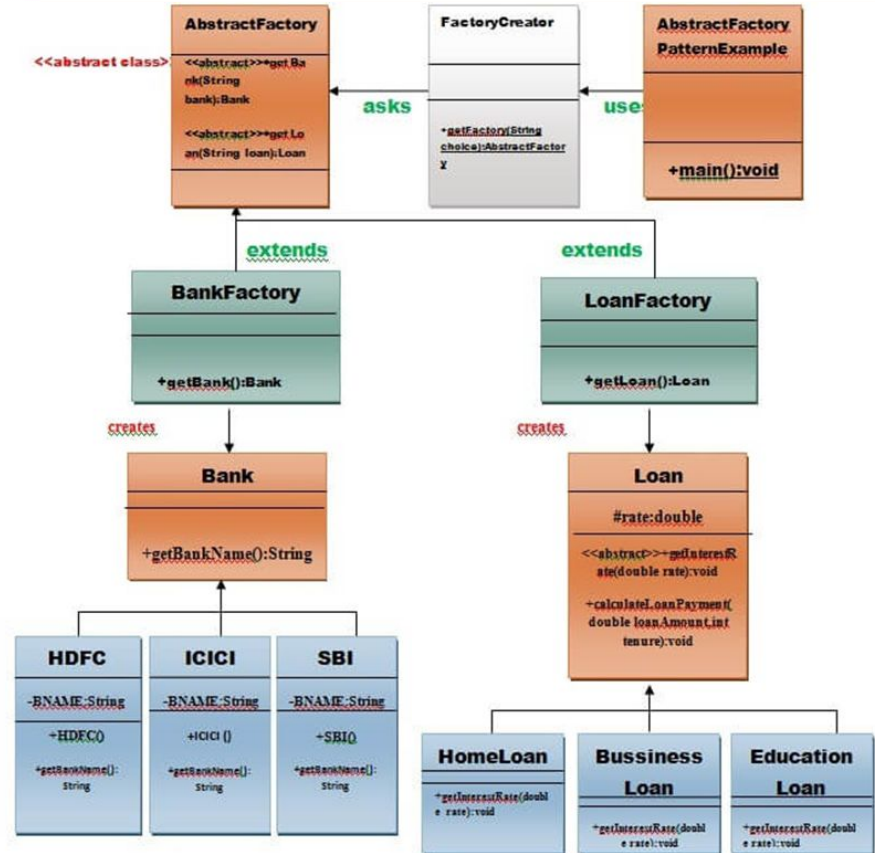 AbstractFactory
<<abstract class>>
<<abstract>>+getBa
nk(String
bank):Bank
<<abstract>>+getLo
an(String loan):Loan
FactoryCreator
+getFactory(String
choice):AbstractFactor
y
AbstractFactory
PatternExample
+main():void
asks
uses
extends
extends
BankFactory
+getBank():Bank
LoanFactory
+getLoan():Loan
creates
creates
Bank
+getBankName():String
Loan
#rate:double
<<abstract>>+getInterestR
ate(double rate):void
+calculateLoanPayment(
double loanAmount,int
tenure):void
HDFC
-BNAME:String
+HDFC()
+getBankName():
String
ICICI
-BNAME:String
+ICICI ()
+getBankName():
String
SBI
-BNAME:String
+SBI()
+getBankName():
String
HomeLoan
+getInterestRate(doubl
e rate):void
Bussiness
Loan
+getInterestRate(doubl
e rate):void
Education
Loan
+getInterestRate(doubl
e rate):void